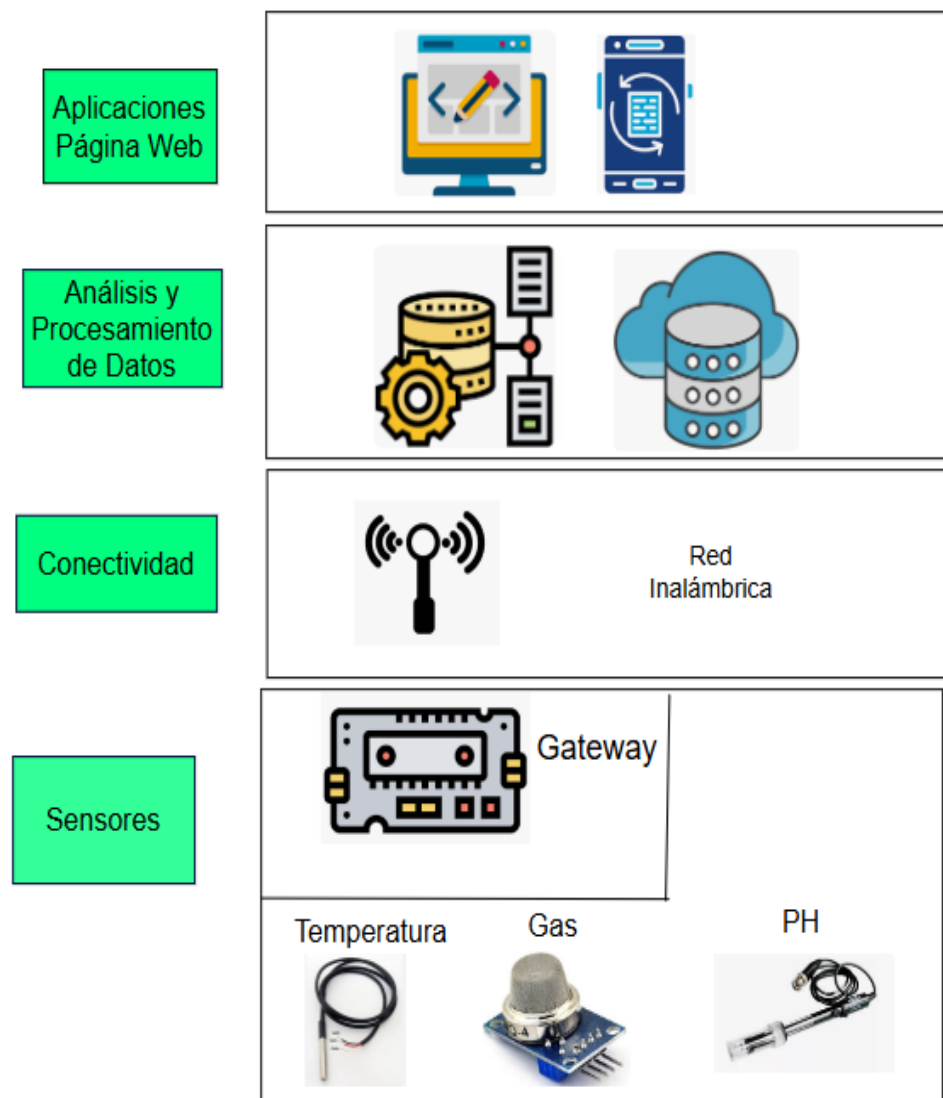 Aplicaciones
Página Web
Análisis y
Procesamiento
de Datos
Conectividad
Red
Inalámbrica
Sensores
Gateway
Temperatura
Gas
PH